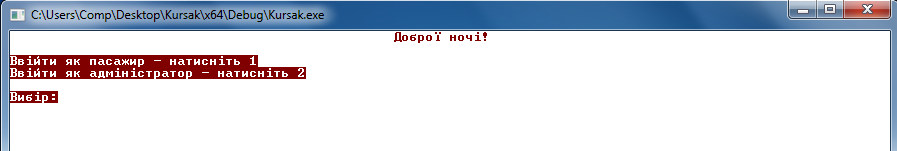 C:\Users\Comp\Desktop\Kursak\x64\Debug\Kursak.exe
Доброї ночі!
Ввійти як пасажир - натисніть 1
Ввійти як адміністратор - натисніть 2
Вибір: